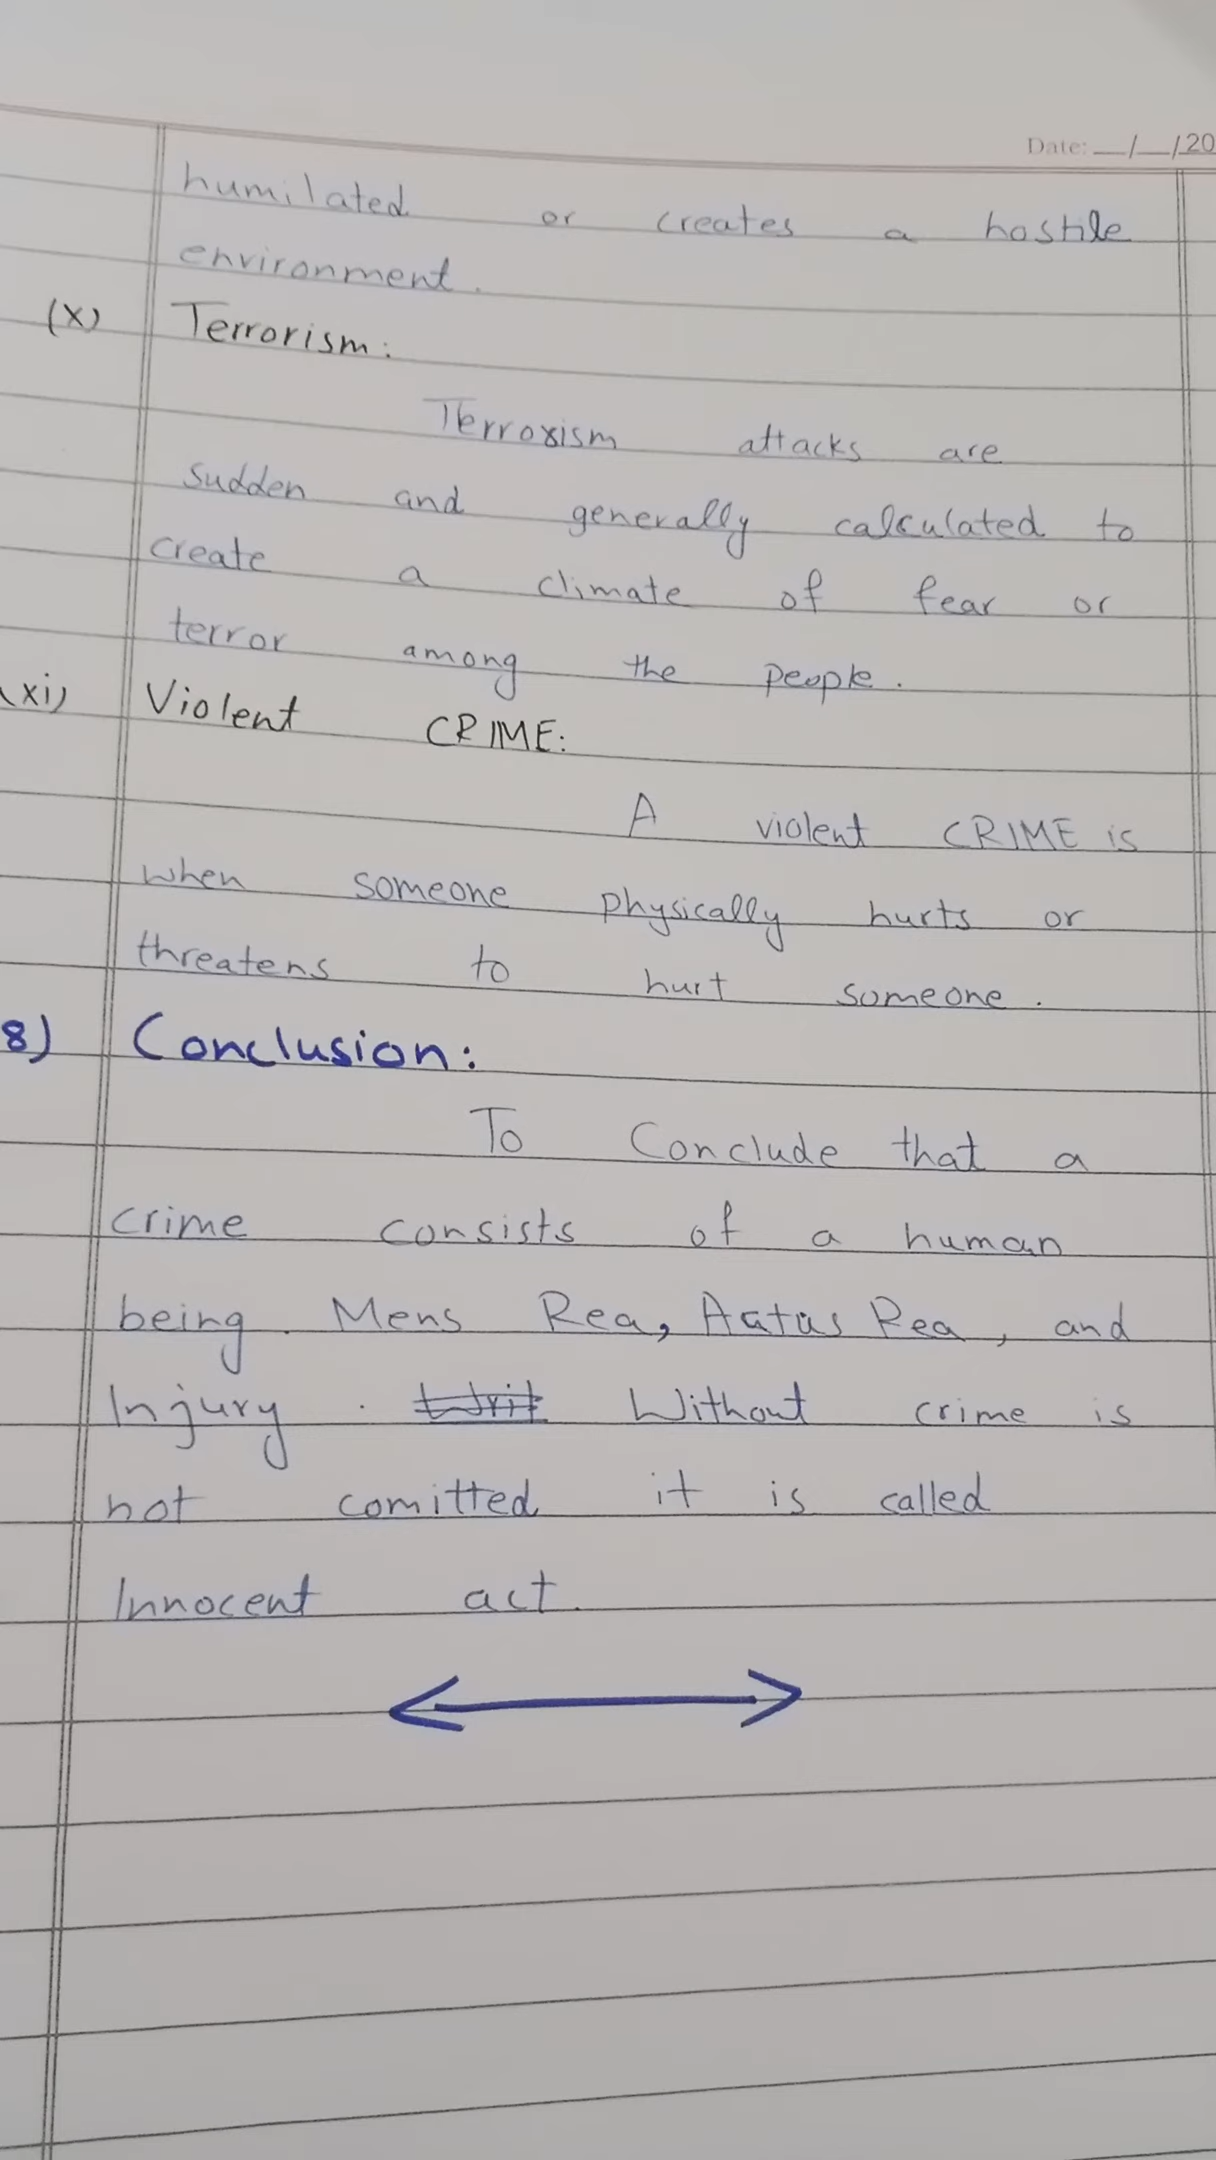 Date: __/__/20
humilated or creates a hostile
environment.
(x) Terrorism:
Terrorism attacks are
sudden and generally calculated to
create a climate of fear or
terror among the people.
(xi) Violent CRIME:
A violent CRIME is
when someone physically hurts or
threatens to hurt someone.
8) Conclusion:
To Conclude that a
crime consists of a human
being. Mens Rea, Actus Rea, and
Injury. Without crime is
not comitted it is called
Innocent act.